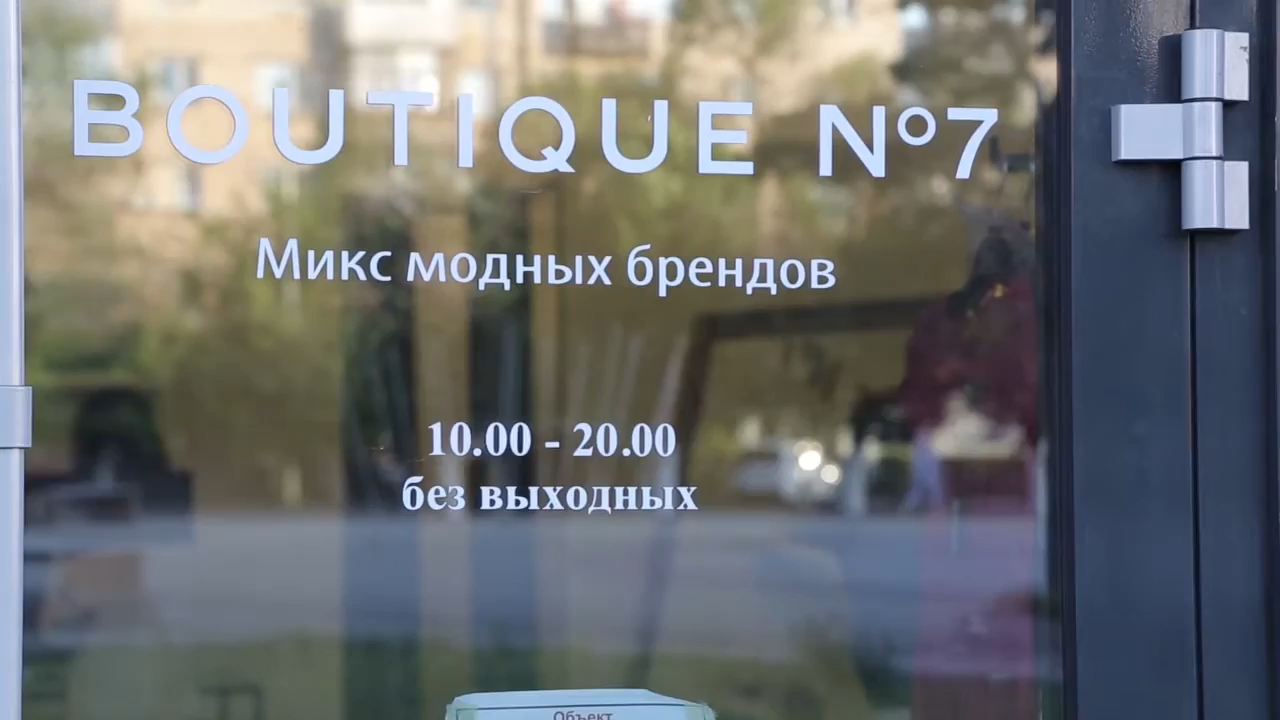 BOUTIQUE Nº7
Микс модных брендов
10.00 - 20.00
без выходных
Объект